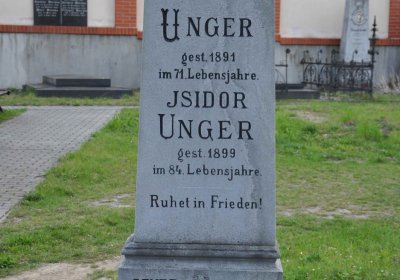 Unger
gest. 1891
im 71. Lebensjahre.
Jsidor
Unger
gest. 1899
im 84. Lebensjahre.
Ruhet in Frieden!